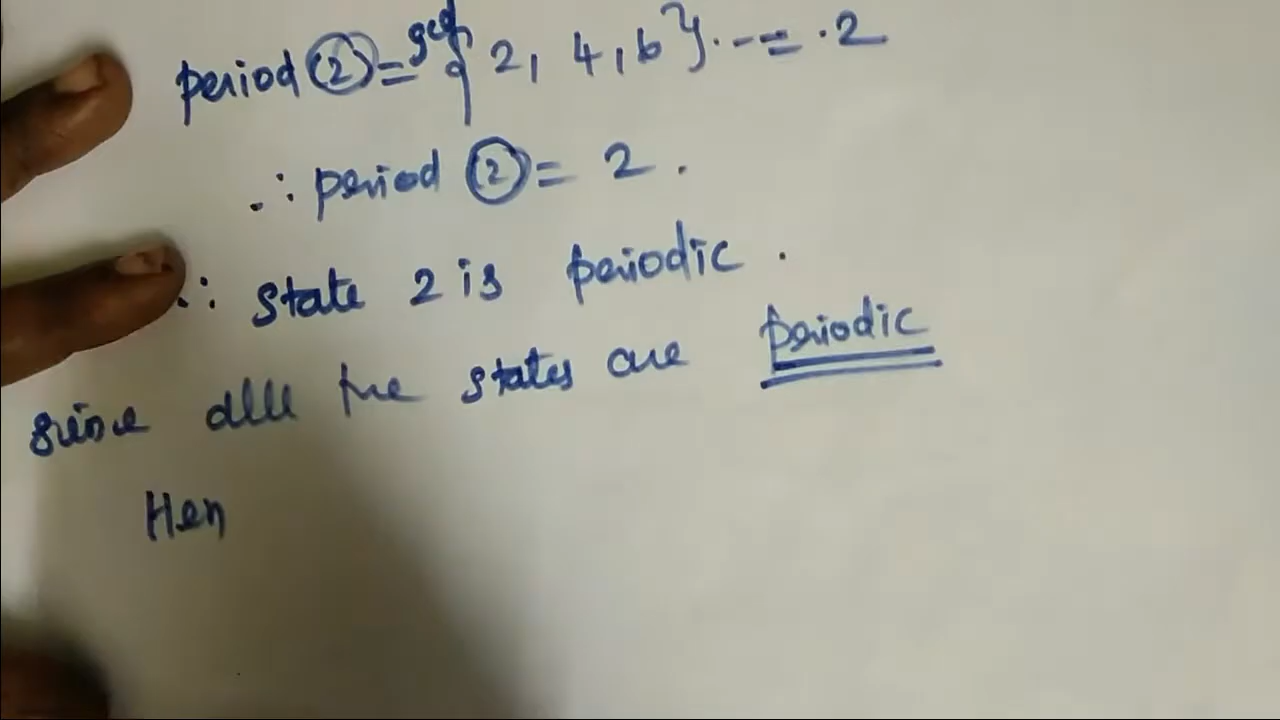 period ② = gcd { 2, 4, 6 } . -- = . 2
∴ period ② = 2 .
∴ state 2 is periodic .
since all the states are periodic
Hen